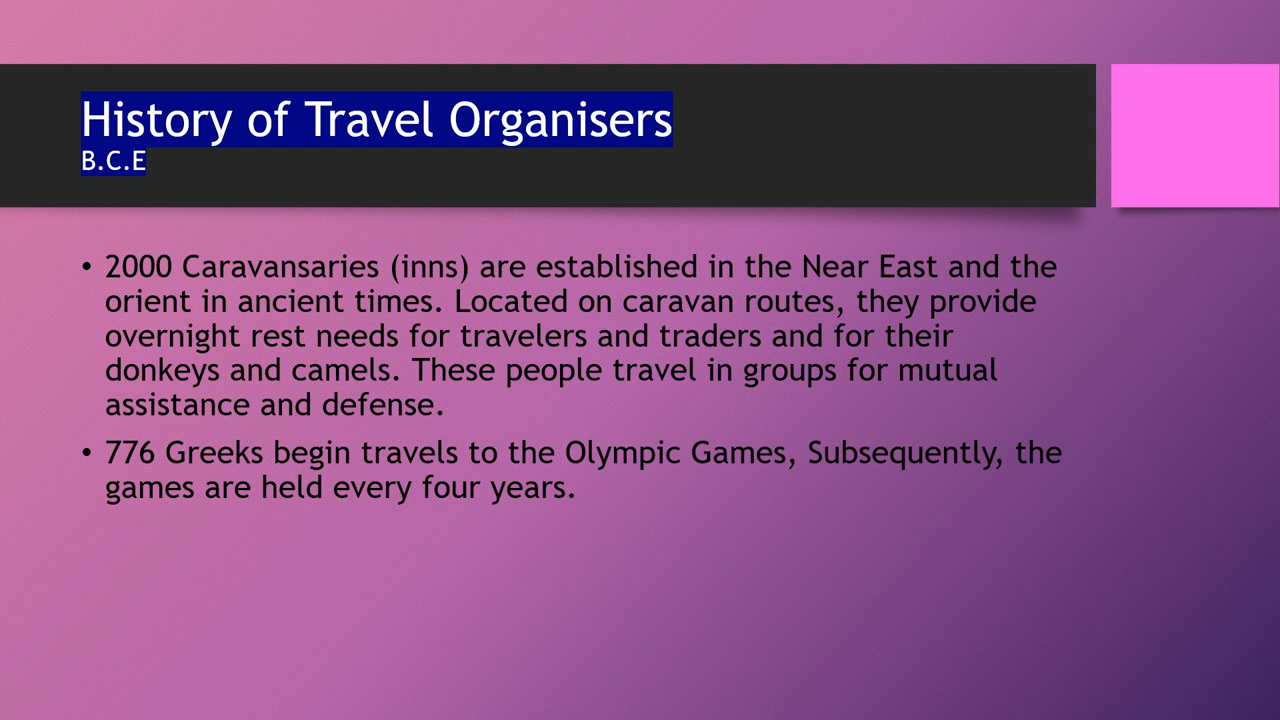 History of Travel Organisers
B.C.E
• 2000 Caravansaries (inns) are established in the Near East and the
orient in ancient times. Located on caravan routes, they provide
overnight rest needs for travelers and traders and for their
donkeys and camels. These people travel in groups for mutual
assistance and defense.
• 776 Greeks begin travels to the Olympic Games, Subsequently, the
games are held every four years.